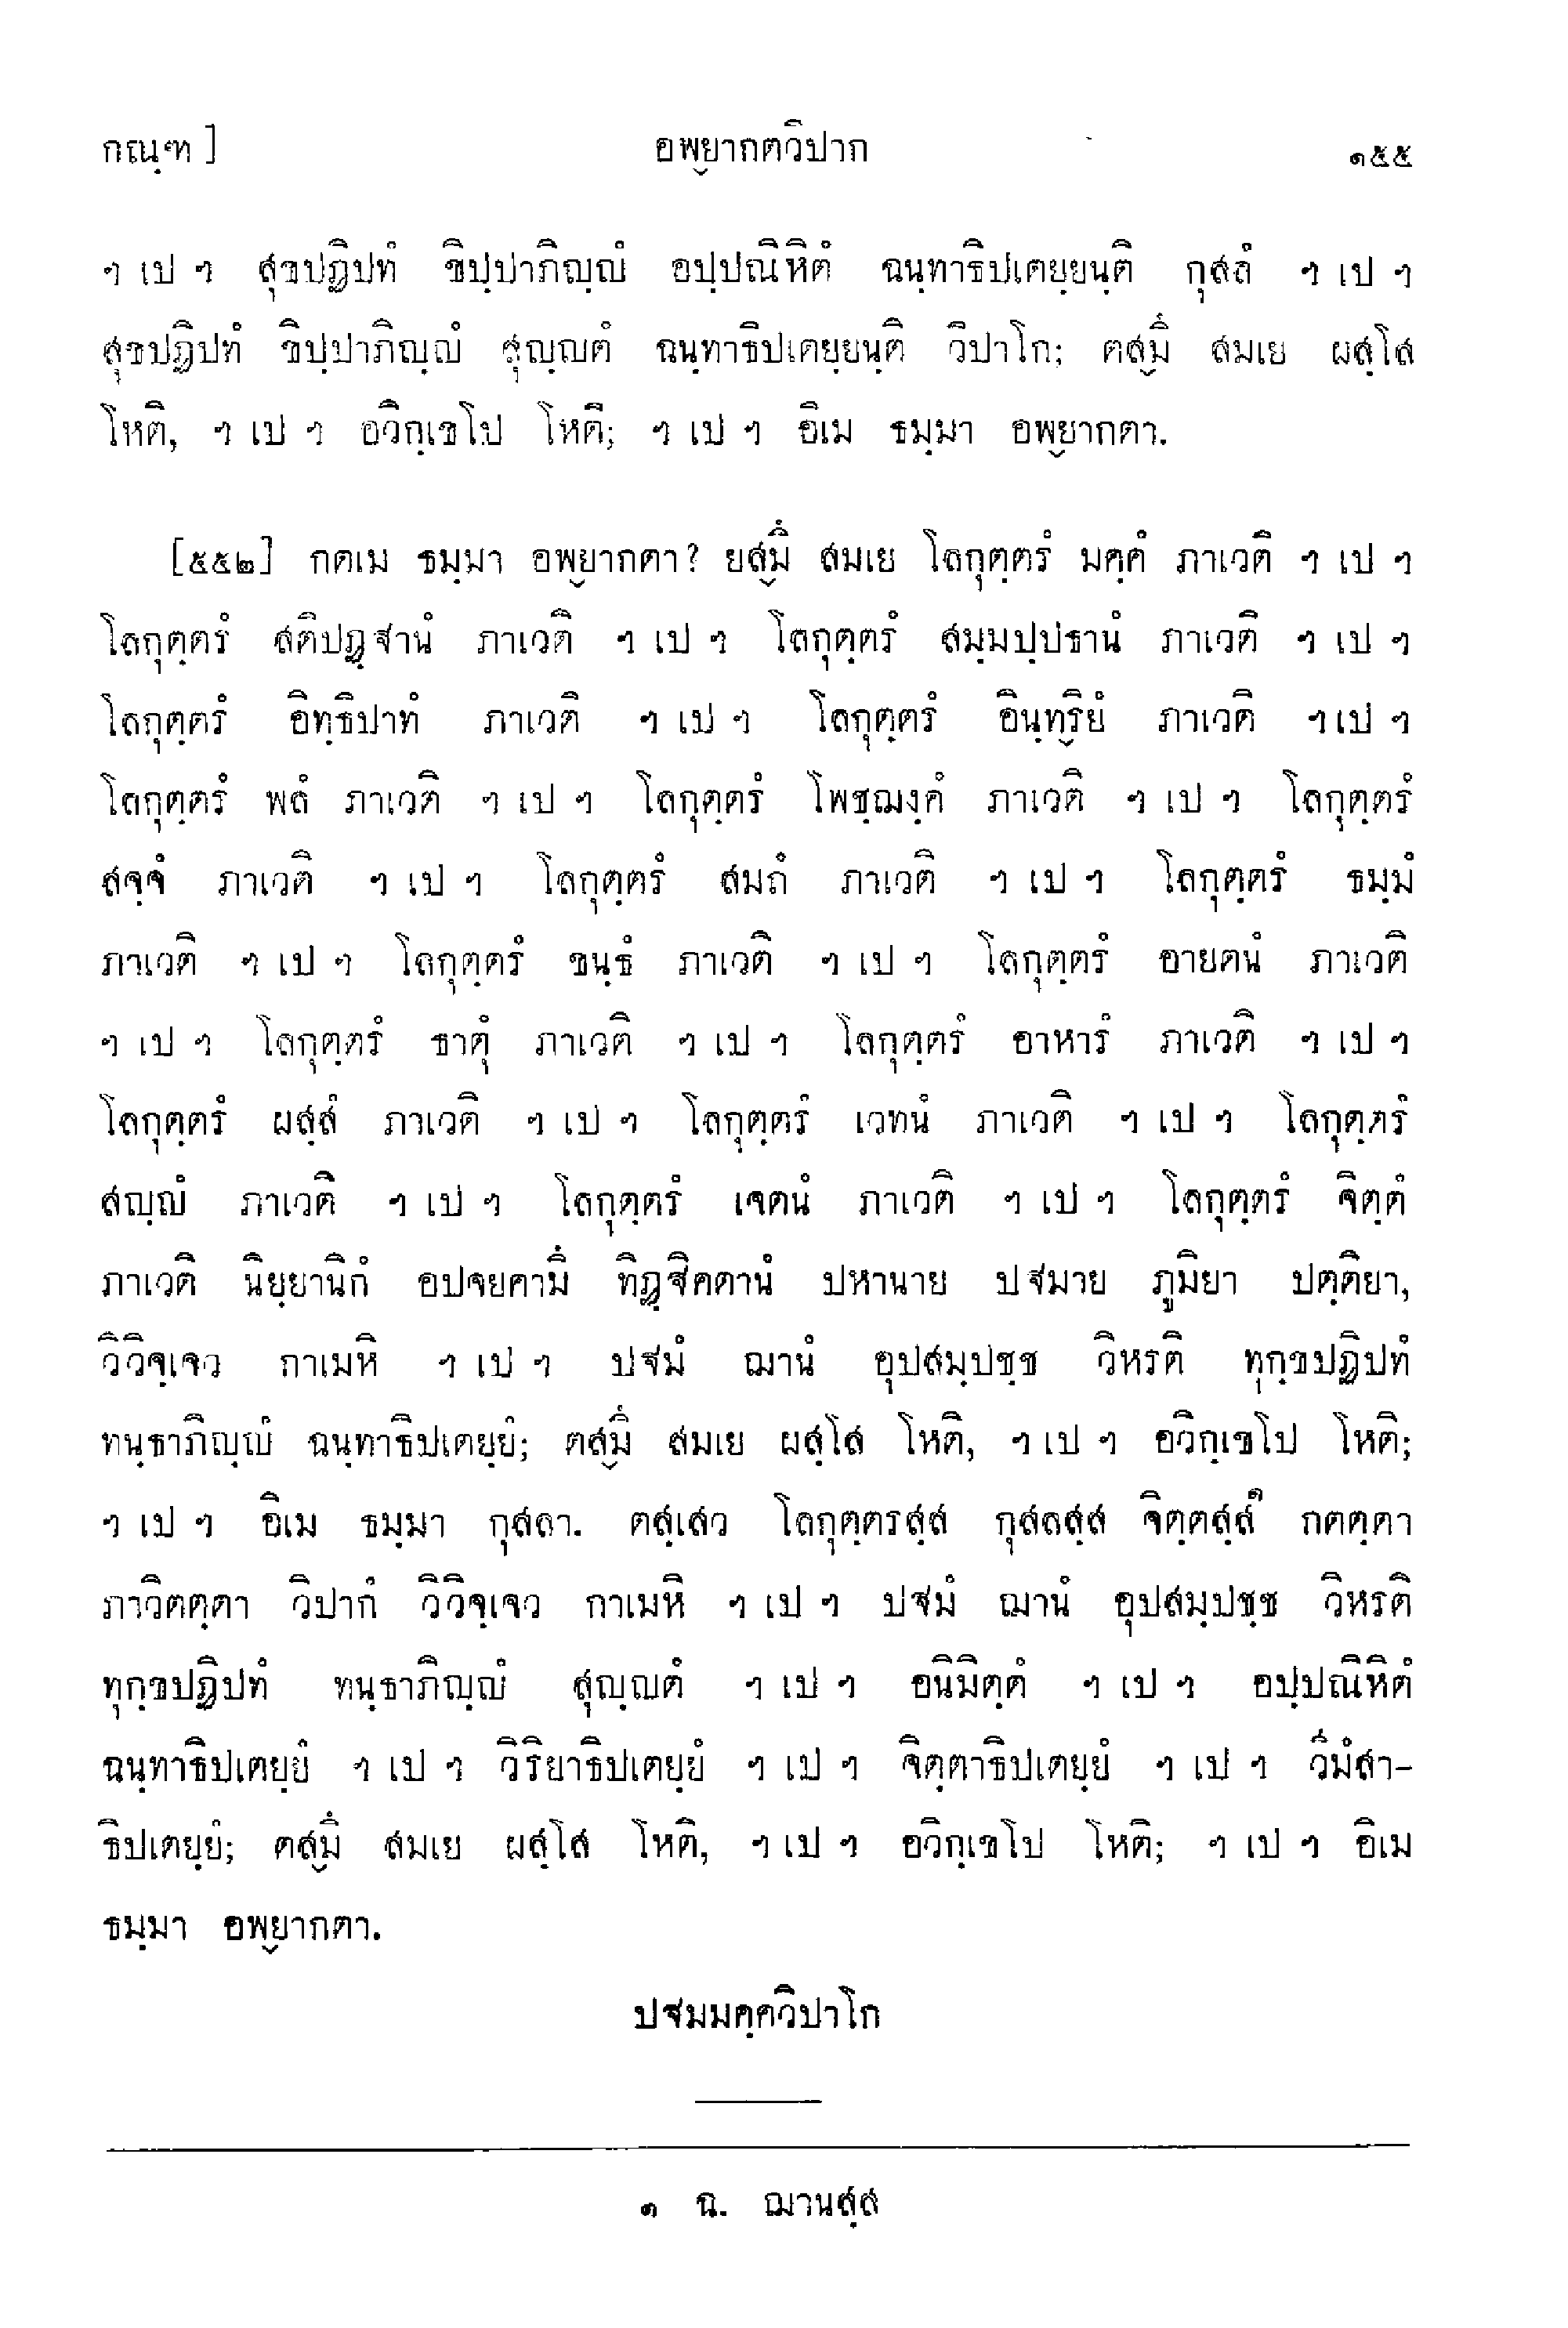 กณฺฑ] อพฺยากตวิปาก ๑๕๕
ฯ เป ฯ สุขปฏิปทํ ขิปฺปาภิญฺญํ อปฺปณิหิตํ ฉนฺทาธิปเตยฺยนฺติ กุสลํ ฯ เป ฯ
สุขปฏิปทํ ขิปฺปาภิญฺญํ สุญฺญตํ ฉนฺทาธิปเตยฺยนฺติ วิปาโก; ตสฺมิํ สมเย ผสฺโส
โหติ, ฯ เป ฯ อวิกฺเขโป โหติ; ฯ เป ฯ อิเม ธมฺมา อพฺยากตา.
[๕๕๒] กตเม ธมฺมา อพฺยากตา? ยสฺมิํ สมเย โลกุตฺตรํ มคฺคํ ภาเวติ ฯ เป ฯ
โลกุตฺตรํ สติปฏฺฐานํ ภาเวติ ฯ เป ฯ โลกุตฺตรํ สมฺมปฺปธานํ ภาเวติ ฯ เป ฯ
โลกุตฺตรํ อิทฺธิปาทํ ภาเวติ ฯ เป ฯ โลกุตฺตรํ อินฺทฺริยํ ภาเวติ ฯ เป ฯ
โลกุตฺตรํ พลํ ภาเวติ ฯ เป ฯ โลกุตฺตรํ โพชฺฌงฺคํ ภาเวติ ฯ เป ฯ โลกุตฺตรํ
สจฺจํ ภาเวติ ฯ เป ฯ โลกุตฺตรํ สมถํ ภาเวติ ฯ เป ฯ โลกุตฺตรํ ธมฺมํ
ภาเวติ ฯ เป ฯ โลกุตฺตรํ ขนฺธํ ภาเวติ ฯ เป ฯ โลกุตฺตรํ อายตนํ ภาเวติ
ฯ เป ฯ โลกุตฺตรํ ธาตุํ ภาเวติ ฯ เป ฯ โลกุตฺตรํ อาหารํ ภาเวติ ฯ เป ฯ
โลกุตฺตรํ ผสฺสํ ภาเวติ ฯ เป ฯ โลกุตฺตรํ เวทนํ ภาเวติ ฯ เป ฯ โลกุตฺตรํ
สญฺญํ ภาเวติ ฯ เป ฯ โลกุตฺตรํ เจตนํ ภาเวติ ฯ เป ฯ โลกุตฺตรํ จิตฺตํ
ภาเวติ นิยฺยานิกํ อปจยคามิํ ทิฏฺฐิคตานํ ปหานาย ปฐมาย ภูมิยา ปตฺติยา,
วิวิจฺเจว กาเมหิ ฯ เป ฯ ปฐมํ ฌานํ อุปสมฺปชฺช วิหรติ ทุกฺขปฏิปทํ
ทนฺธาภิญฺญํ ฉนฺทาธิปเตยฺยํ; ตสฺมิํ สมเย ผสฺโส โหติ, ฯ เป ฯ อวิกฺเขโป โหติ;
ฯ เป ฯ อิเม ธมฺมา กุสลา. ตสฺเสว โลกุตฺตรสฺส กุสลสฺส จิตฺตสฺส๑ กตตฺตา
ภาวิตตฺตา วิปากํ วิวิจฺเจว กาเมหิ ฯ เป ฯ ปฐมํ ฌานํ อุปสมฺปชฺช วิหรติ
ทุกฺขปฏิปทํ ทนฺธาภิญฺญํ สุญฺญตํ ฯ เป ฯ อนิมิตฺตํ ฯ เป ฯ อปฺปณิหิตํ
ฉนฺทาธิปเตยฺยํ ฯ เป ฯ วิริยาธิปเตยฺยํ ฯ เป ฯ จิตฺตาธิปเตยฺยํ ฯ เป ฯ วิมํสา-
ธิปเตยฺยํ; ตสฺมิํ สมเย ผสฺโส โหติ, ฯ เป ฯ อวิกฺเขโป โหติ; ฯ เป ฯ อิเม
ธมฺมา อพฺยากตา.
ปฐมมคฺควิปาโก
๑ ฉ. ฌานสฺส